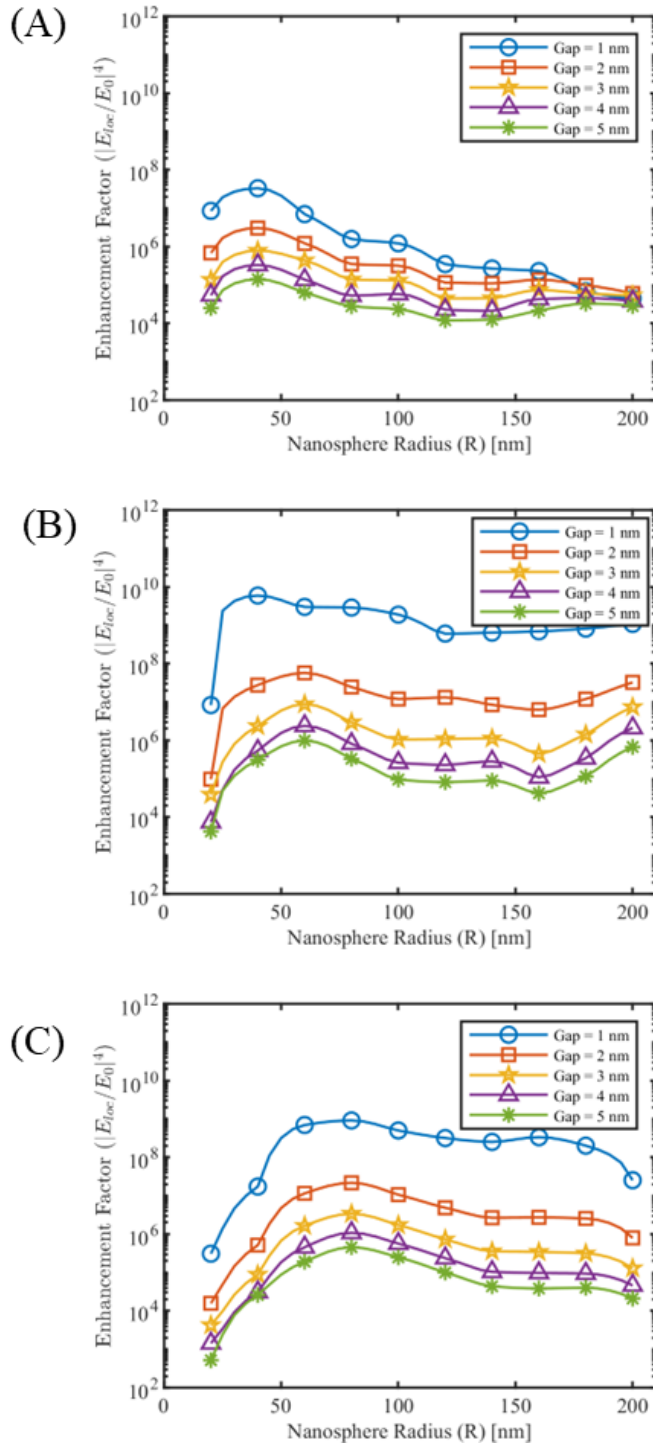 (A)
10^12
10^10
10^8
10^6
10^4
10^2
Enhancement Factor (|E_loc/E_0|^4)
Gap = 1 nm
Gap = 2 nm
Gap = 3 nm
Gap = 4 nm
Gap = 5 nm
0 50 100 150 200
Nanosphere Radius (R) [nm]
(B)
10^12
10^10
10^8
10^6
10^4
10^2
Enhancement Factor (|E_loc/E_0|^4)
Gap = 1 nm
Gap = 2 nm
Gap = 3 nm
Gap = 4 nm
Gap = 5 nm
0 50 100 150 200
Nanosphere Radius (R) [nm]
(C)
10^12
10^10
10^8
10^6
10^4
10^2
Enhancement Factor (|E_loc/E_0|^4)
Gap = 1 nm
Gap = 2 nm
Gap = 3 nm
Gap = 4 nm
Gap = 5 nm
0 50 100 150 200
Nanosphere Radius (R) [nm]